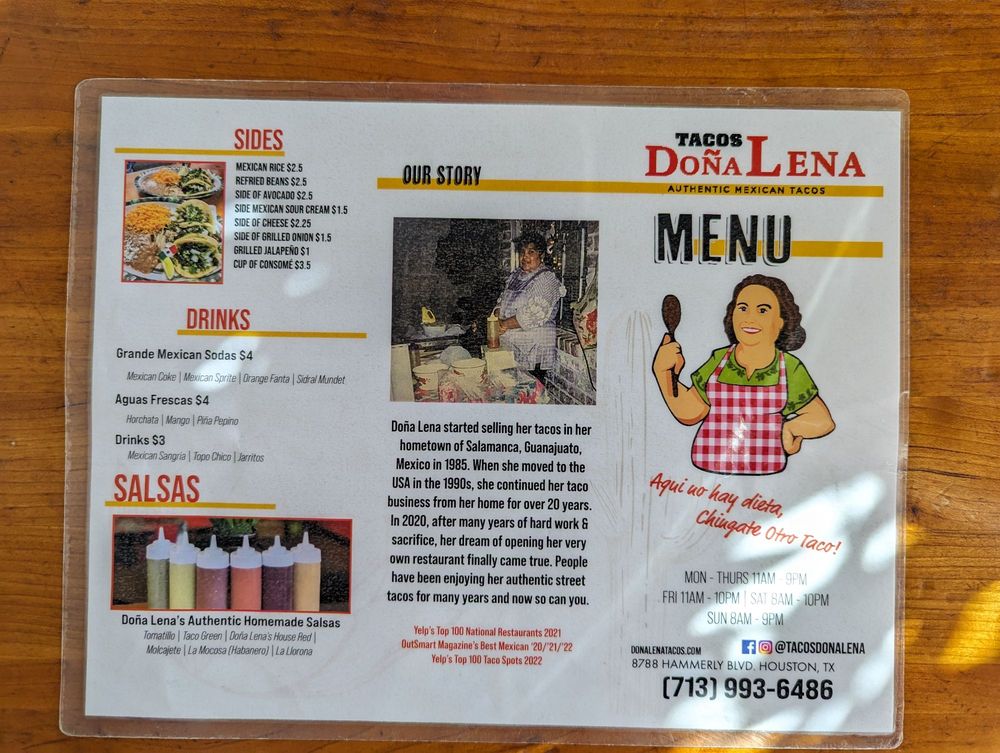 SIDES
MEXICAN RICE $2.5
REFRIED BEANS $2.5
SIDE OF AVOCADO $2.5
SIDE MEXICAN SOUR CREAM $1.5
SIDE OF CHEESE $2.25
SIDE OF GRILLED ONION $1.5
GRILLED JALAPEÑO $1
CUP OF CONSOMÉ $3.5
DRINKS
Grande Mexican Sodas $4
Mexican Coke | Mexican Sprite | Orange Fanta | Sidral Mundet
Aguas Frescas $4
Horchata | Mango | Piña Pepino
Drinks $3
Mexican Sangria | Topo Chico | Jarritos
SALSAS
Doña Lena's Authentic Homemade Salsas
Tomatillo | Taco Green | Doña Lena's House Red |
Molcajete | La Mocosa (Habanero) | La Llorona
OUR STORY
Doña Lena started selling her tacos in her
hometown of Salamanca, Guanajuato,
Mexico in 1985. When she moved to the
USA in the 1990s, she continued her taco
business from her home for over 20 years.
In 2020, after many years of hard work &
sacrifice, her dream of opening her very
own restaurant finally came true. People
have been enjoying her authentic street
tacos for many years and now so can you.
Yelp's Top 100 National Restaurants 2021
OutSmart Magazine's Best Mexican '20/'21/'22
Yelp's Top 100 Taco Spots 2022
TACOS
DOÑA LENA
AUTHENTIC MEXICAN TACOS
MENU
Aqui no hay dieta,
Chingate Otro Taco!
MON - THURS 11AM - 9PM
FRI 11AM - 10PM | SAT 8AM - 10PM
SUN 8AM - 9PM
DONALENATACOS.COM @TACOSDONALENA
8788 HAMMERLY BLVD. HOUSTON, TX
(713) 993-6486